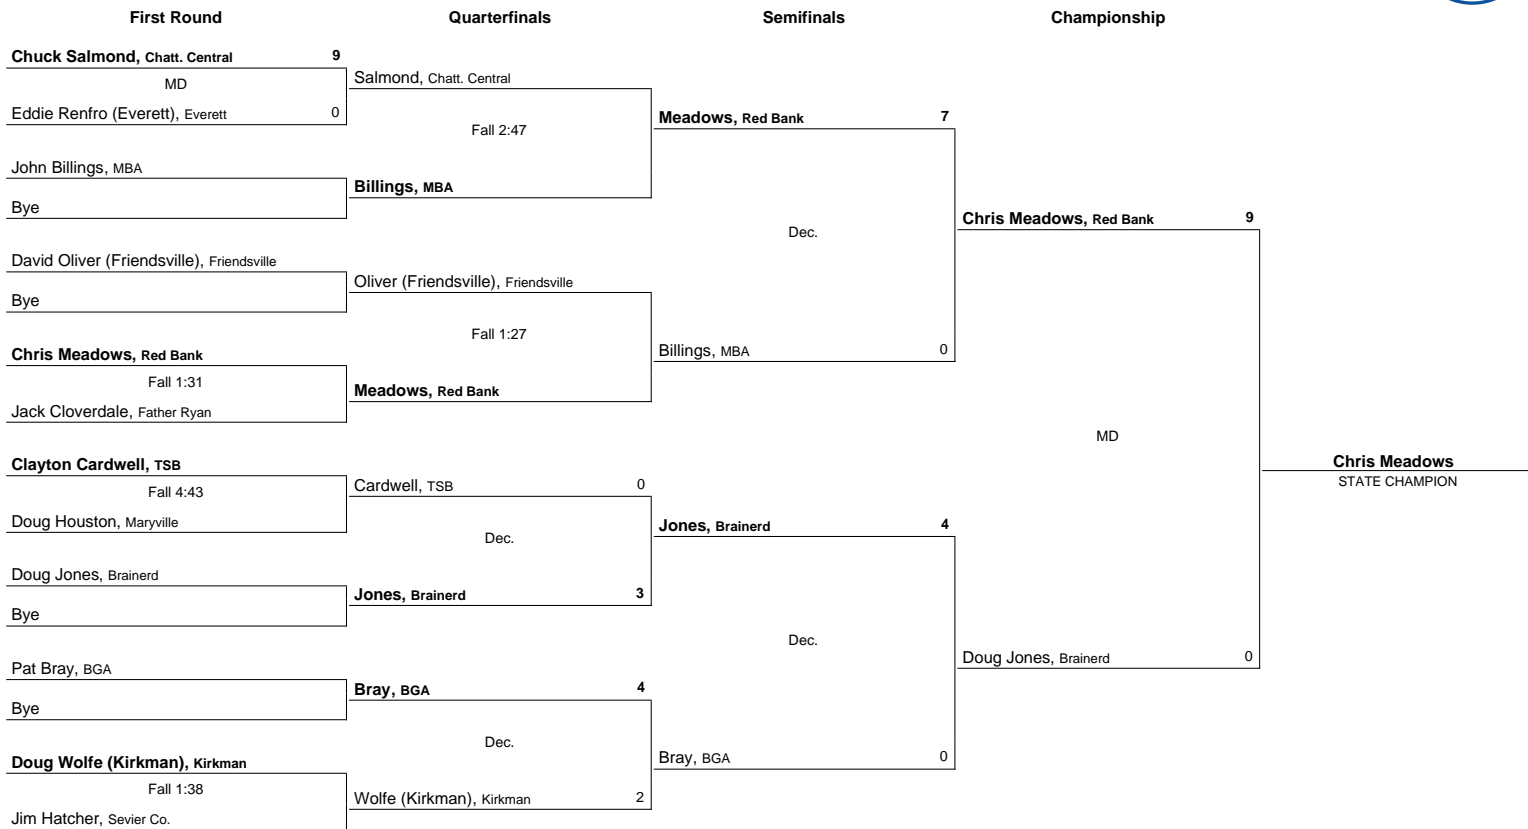 First Round Quarterfinals Semifinals Championship
Chuck Salmond, Chatt. Central 9
MD
Eddie Renfro (Everett), Everett 0
John Billings, MBA
Bye
David Oliver (Friendsville), Friendsville
Bye
Chris Meadows, Red Bank
Fall 1:31
Jack Cloverdale, Father Ryan
Clayton Cardwell, TSB
Fall 4:43
Doug Houston, Maryville
Doug Jones, Brainerd
Bye
Pat Bray, BGA
Bye
Doug Wolfe (Kirkman), Kirkman
Fall 1:38
Jim Hatcher, Sevier Co.
Salmond, Chatt. Central
Fall 2:47
Billings, MBA
Oliver (Friendsville), Friendsville
Fall 1:27
Meadows, Red Bank
Cardwell, TSB 0
Dec.
Jones, Brainerd 3
Bray, BGA 4
Dec.
Wolfe (Kirkman), Kirkman 2
Meadows, Red Bank 7
Dec.
Billings, MBA 0
Jones, Brainerd 4
Dec.
Bray, BGA 0
Chris Meadows, Red Bank 9
MD
Doug Jones, Brainerd 0
Chris Meadows
STATE CHAMPION